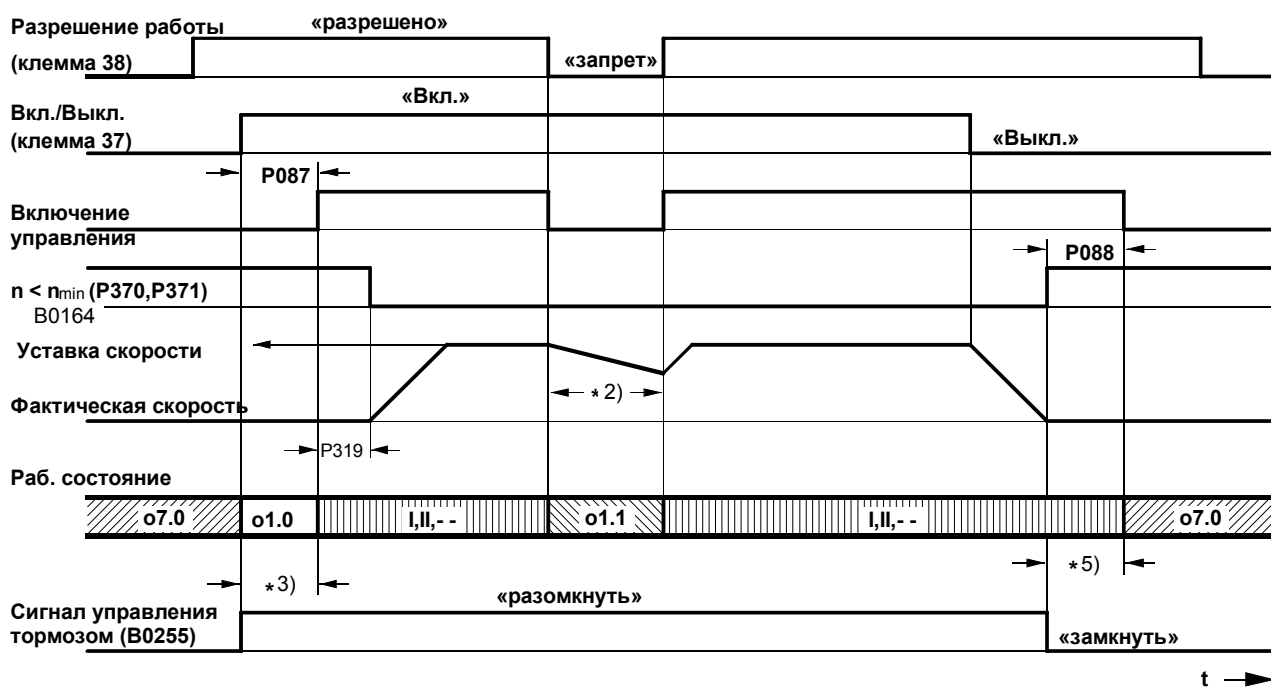 Разрешение работы
(клемма 38)
«разрешено»
«запрет»
Вкл./Выкл.
(клемма 37)
«Вкл.»
«Выкл.»
P087
Включение
управления
P088
n < nmin (P370,P371)
B0164
Уставка скорости
* 2)
Фактическая скорость
P319
Раб. состояние
o7.0
o1.0
I,II,- -
o1.1
I,II,- -
o7.0
* 3)
* 5)
Сигнал управления
тормозом (B0255)
«разомкнуть»
«замкнуть»
t